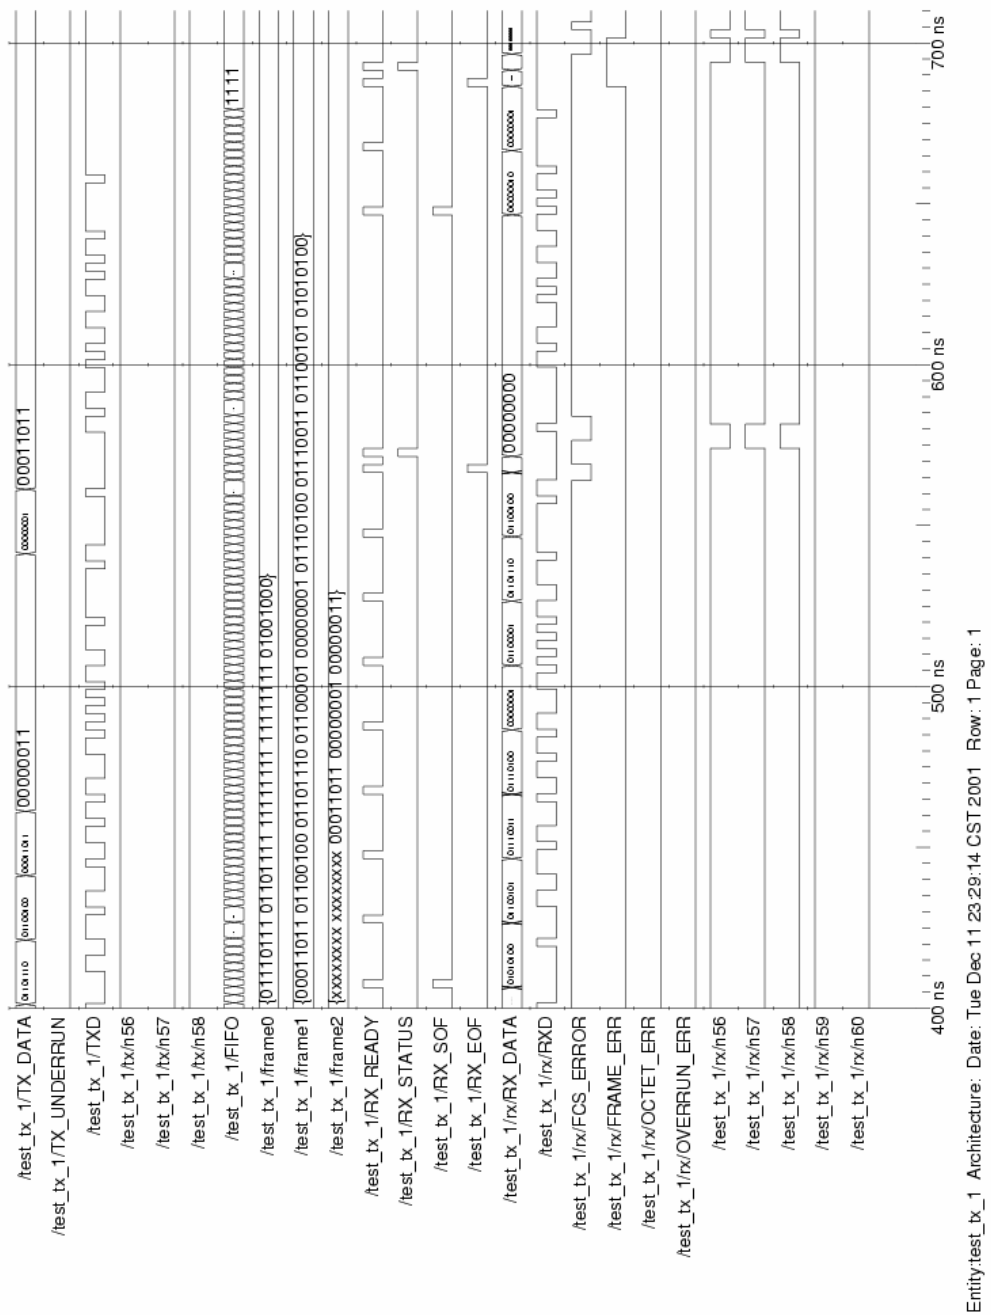 /test_tx_1/TX_DATA
00000011
00011011
/test_tx_1/TX_UNDERRUN
/test_tx_1/TXD
/test_tx_1/tx/n56
/test_tx_1/tx/n57
/test_tx_1/tx/n58
/test_tx_1/FIFO
1111
/test_tx_1/frame0
{01110111 01101111 11111111 11111111 01001000}
/test_tx_1/frame1
{00011011 01100100 01101110 01100001 00000001 01110100 01110011 01100101 01010100}
/test_tx_1/frame2
{xxxxxxxx xxxxxxxx 00011011 00000001 00000011}
/test_tx_1/RX_READY
/test_tx_1/RX_STATUS
/test_tx_1/RX_SOF
/test_tx_1/RX_EOF
/test_tx_1/rx/RX_DATA
00000000
/test_tx_1/rx/RXD
/test_tx_1/rx/FCS_ERROR
/test_tx_1/rx/FRAME_ERR
/test_tx_1/rx/OCTET_ERR
/test_tx_1/rx/OVERRUN_ERR
/test_tx_1/rx/n56
/test_tx_1/rx/n57
/test_tx_1/rx/n58
/test_tx_1/rx/n59
/test_tx_1/rx/n60
400 ns
500 ns
600 ns
700 ns
Entity:test_tx_1 Architecture: Date: Tue Dec 11 23:29:14 CST 2001 Row: 1 Page: 1